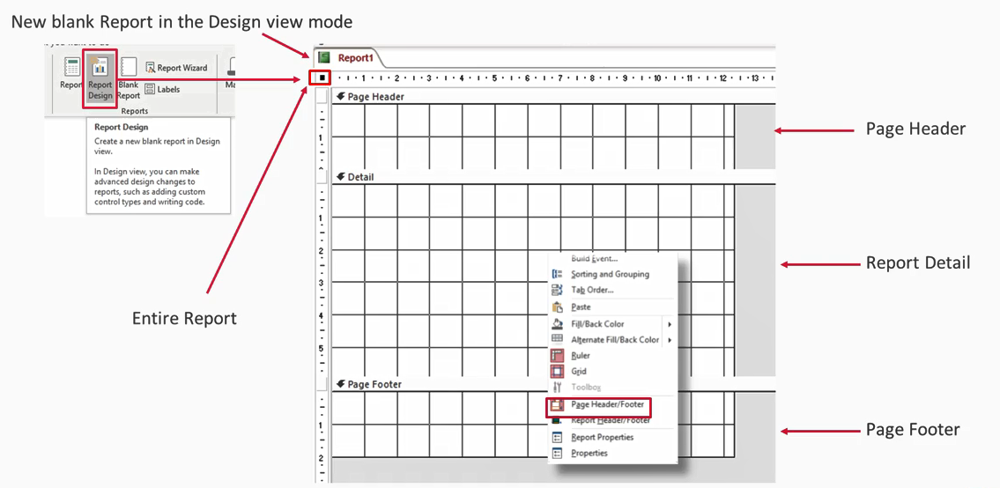 New blank Report in the Design view mode
you want to do
Report
Report Design
Blank Report
Report Wizard
Labels
Reports
Report Design
Create a new blank report in Design
view.
In Design view, you can make
advanced design changes to
reports, such as adding custom
control types and writing code.
Entire Report
Report1
1 2 3 4 5 6 7 8 9 10 11 12 13
Page Header
1
Detail
1
2
3
4
5
Page Footer
1
2
Build Event...
Sorting and Grouping
Tab Order...
Paste
Fill/Back Color
Alternate Fill/Back Color
Ruler
Grid
Toolbox
Page Header/Footer
Report Header/Footer
Report Properties
Properties
Page Header
Report Detail
Page Footer